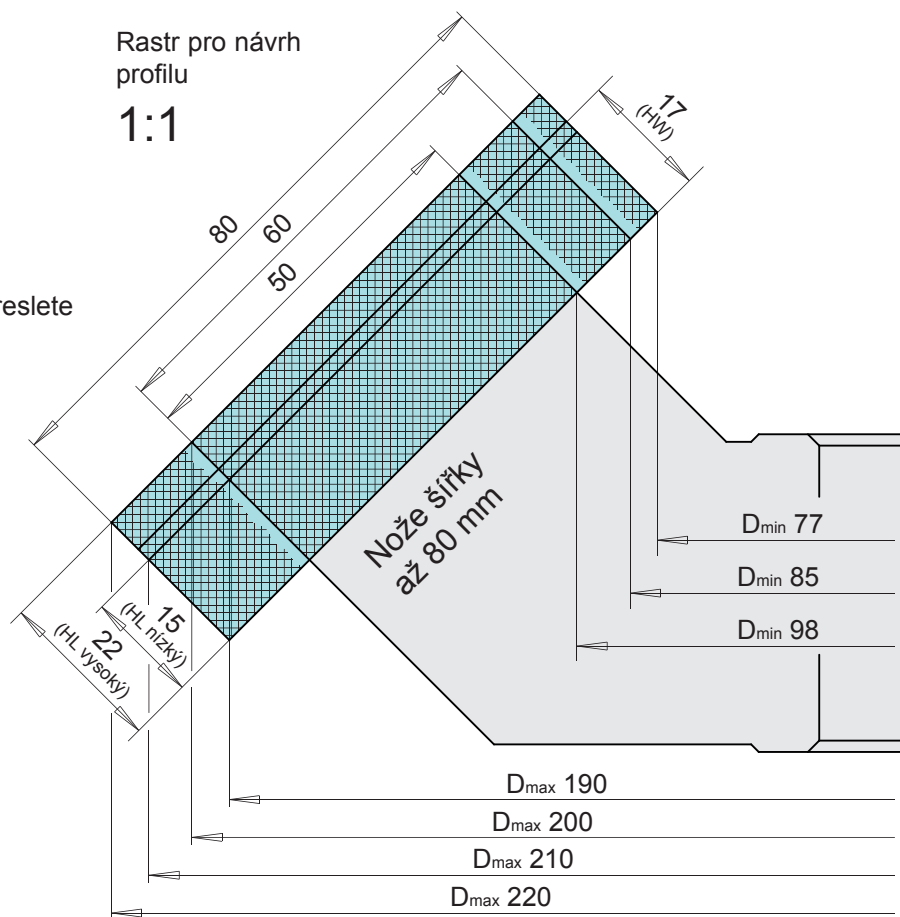 Rastr pro návrh
profilu
1:1
17
(HW)
80
60
50
reslete
Nože šířky
až 80 mm
Dmin 77
Dmin 85
Dmin 98
15
(HL nízký)
22
(HL vysoký)
Dmax 190
Dmax 200
Dmax 210
Dmax 220